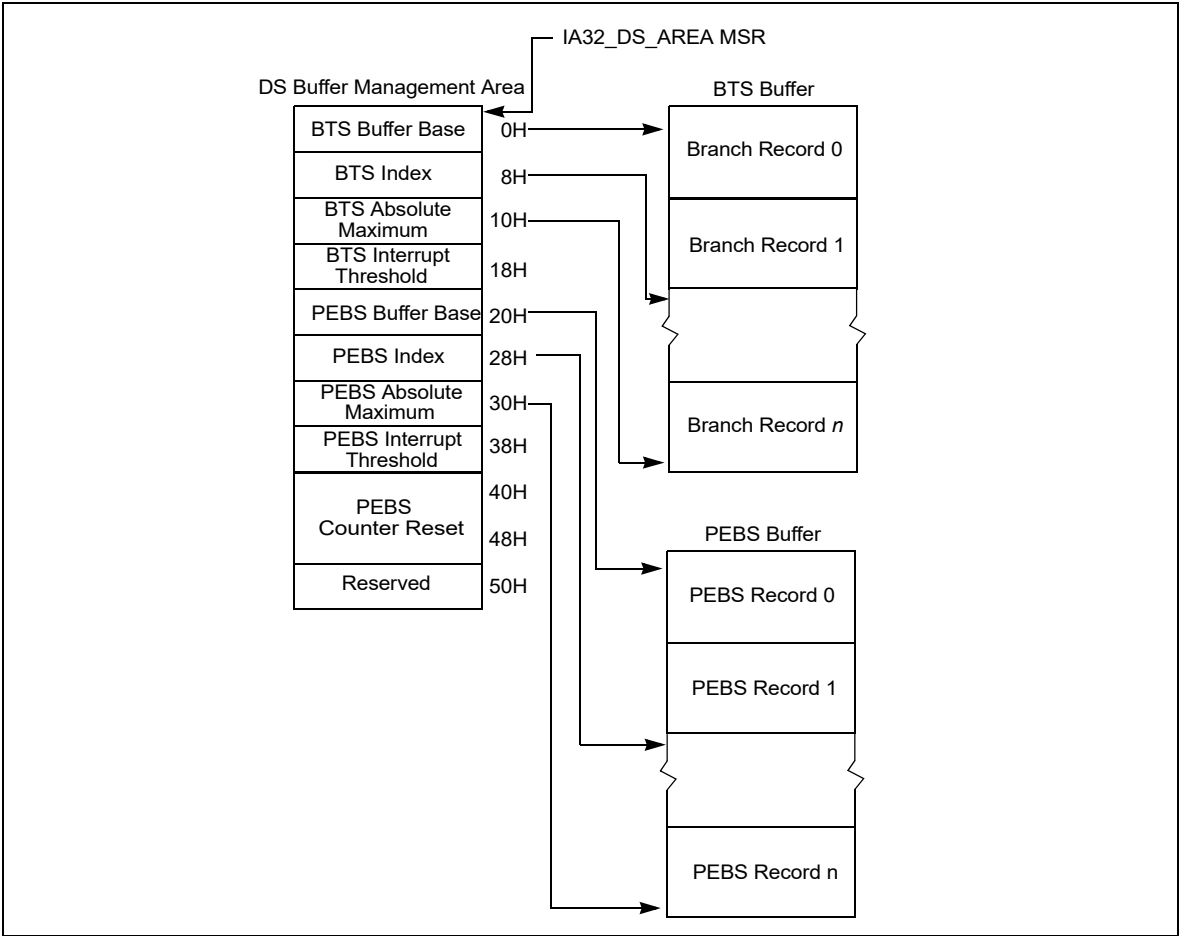 IA32_DS_AREA MSR
DS Buffer Management Area
BTS Buffer Base 0H
BTS Index 8H
BTS Absolute
Maximum 10H
BTS Interrupt
Threshold 18H
PEBS Buffer Base 20H
PEBS Index 28H
PEBS Absolute
Maximum 30H
PEBS Interrupt
Threshold 38H
40H
PEBS
Counter Reset
48H
Reserved 50H
BTS Buffer
Branch Record 0
Branch Record 1
Branch Record n
PEBS Buffer
PEBS Record 0
PEBS Record 1
PEBS Record n